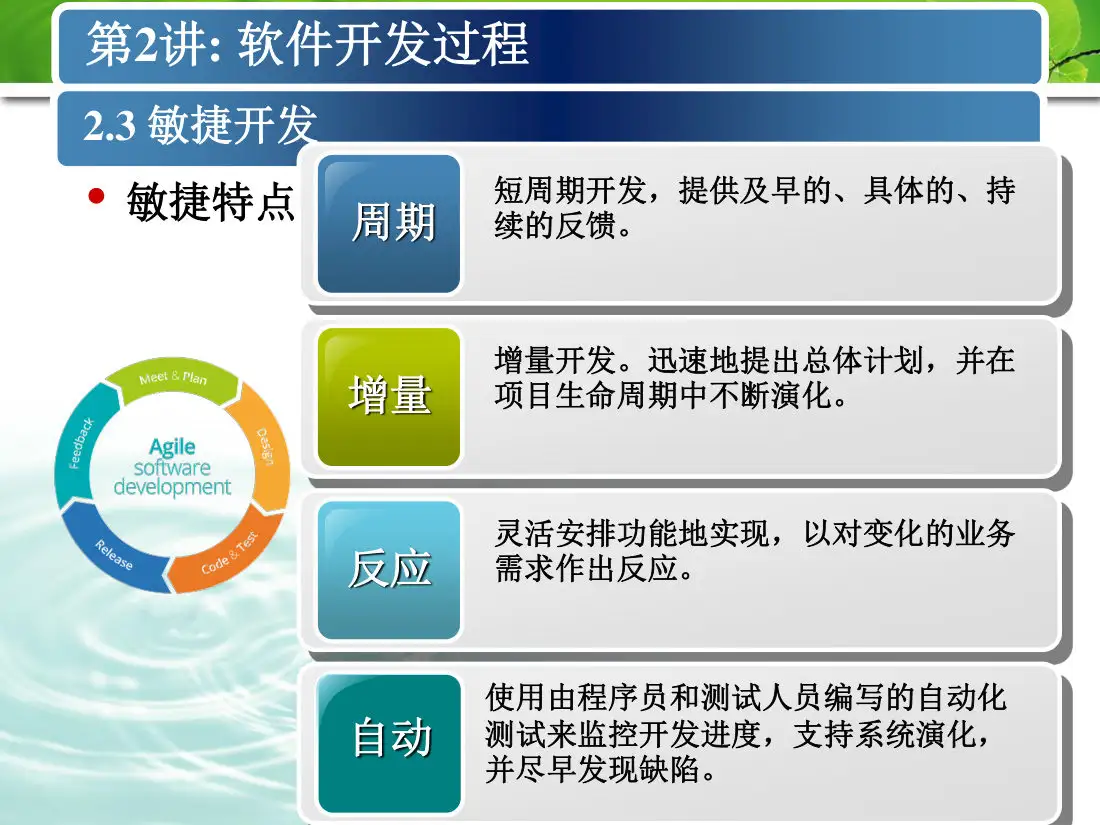 第2讲: 软件开发过程
2.3 敏捷开发
• 敏捷特点
周期
短周期开发，提供及早的、具体的、持
续的反馈。
增量
增量开发。迅速地提出总体计划，并在
项目生命周期中不断演化。
反应
灵活安排功能地实现，以对变化的业务
需求作出反应。
自动
使用由程序员和测试人员编写的自动化
测试来监控开发进度，支持系统演化，
并尽早发现缺陷。
Meet & Plan
Design
Code & Test
Release
Feedback
Agile
software
development